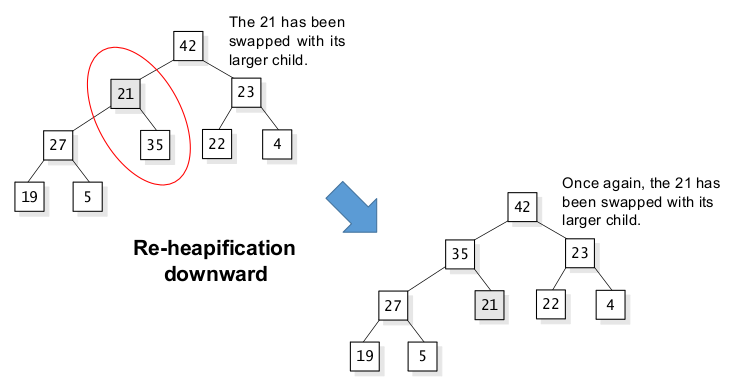 The 21 has been
swapped with its
larger child.
42
21
23
27
35
22
4
19
5
Re-heapification
downward
Once again, the 21 has
been swapped with its
larger child.
42
35
23
27
21
22
4
19
5